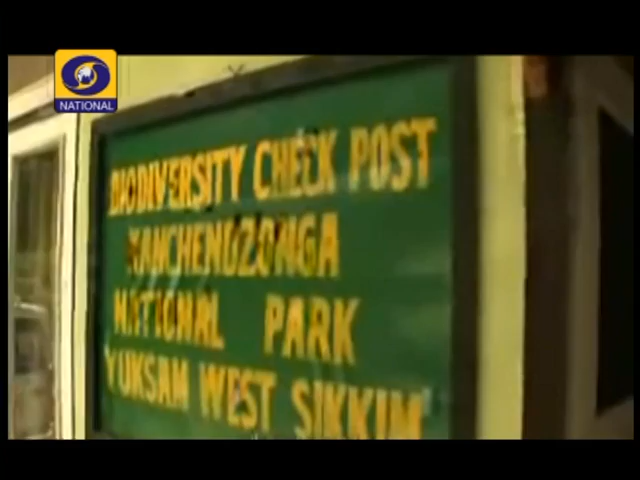 NATIONAL
BIODIVERSITY CHECK POST
KANCHENDZONGA
NATIONAL PARK
YUKSAM WEST SIKKIM